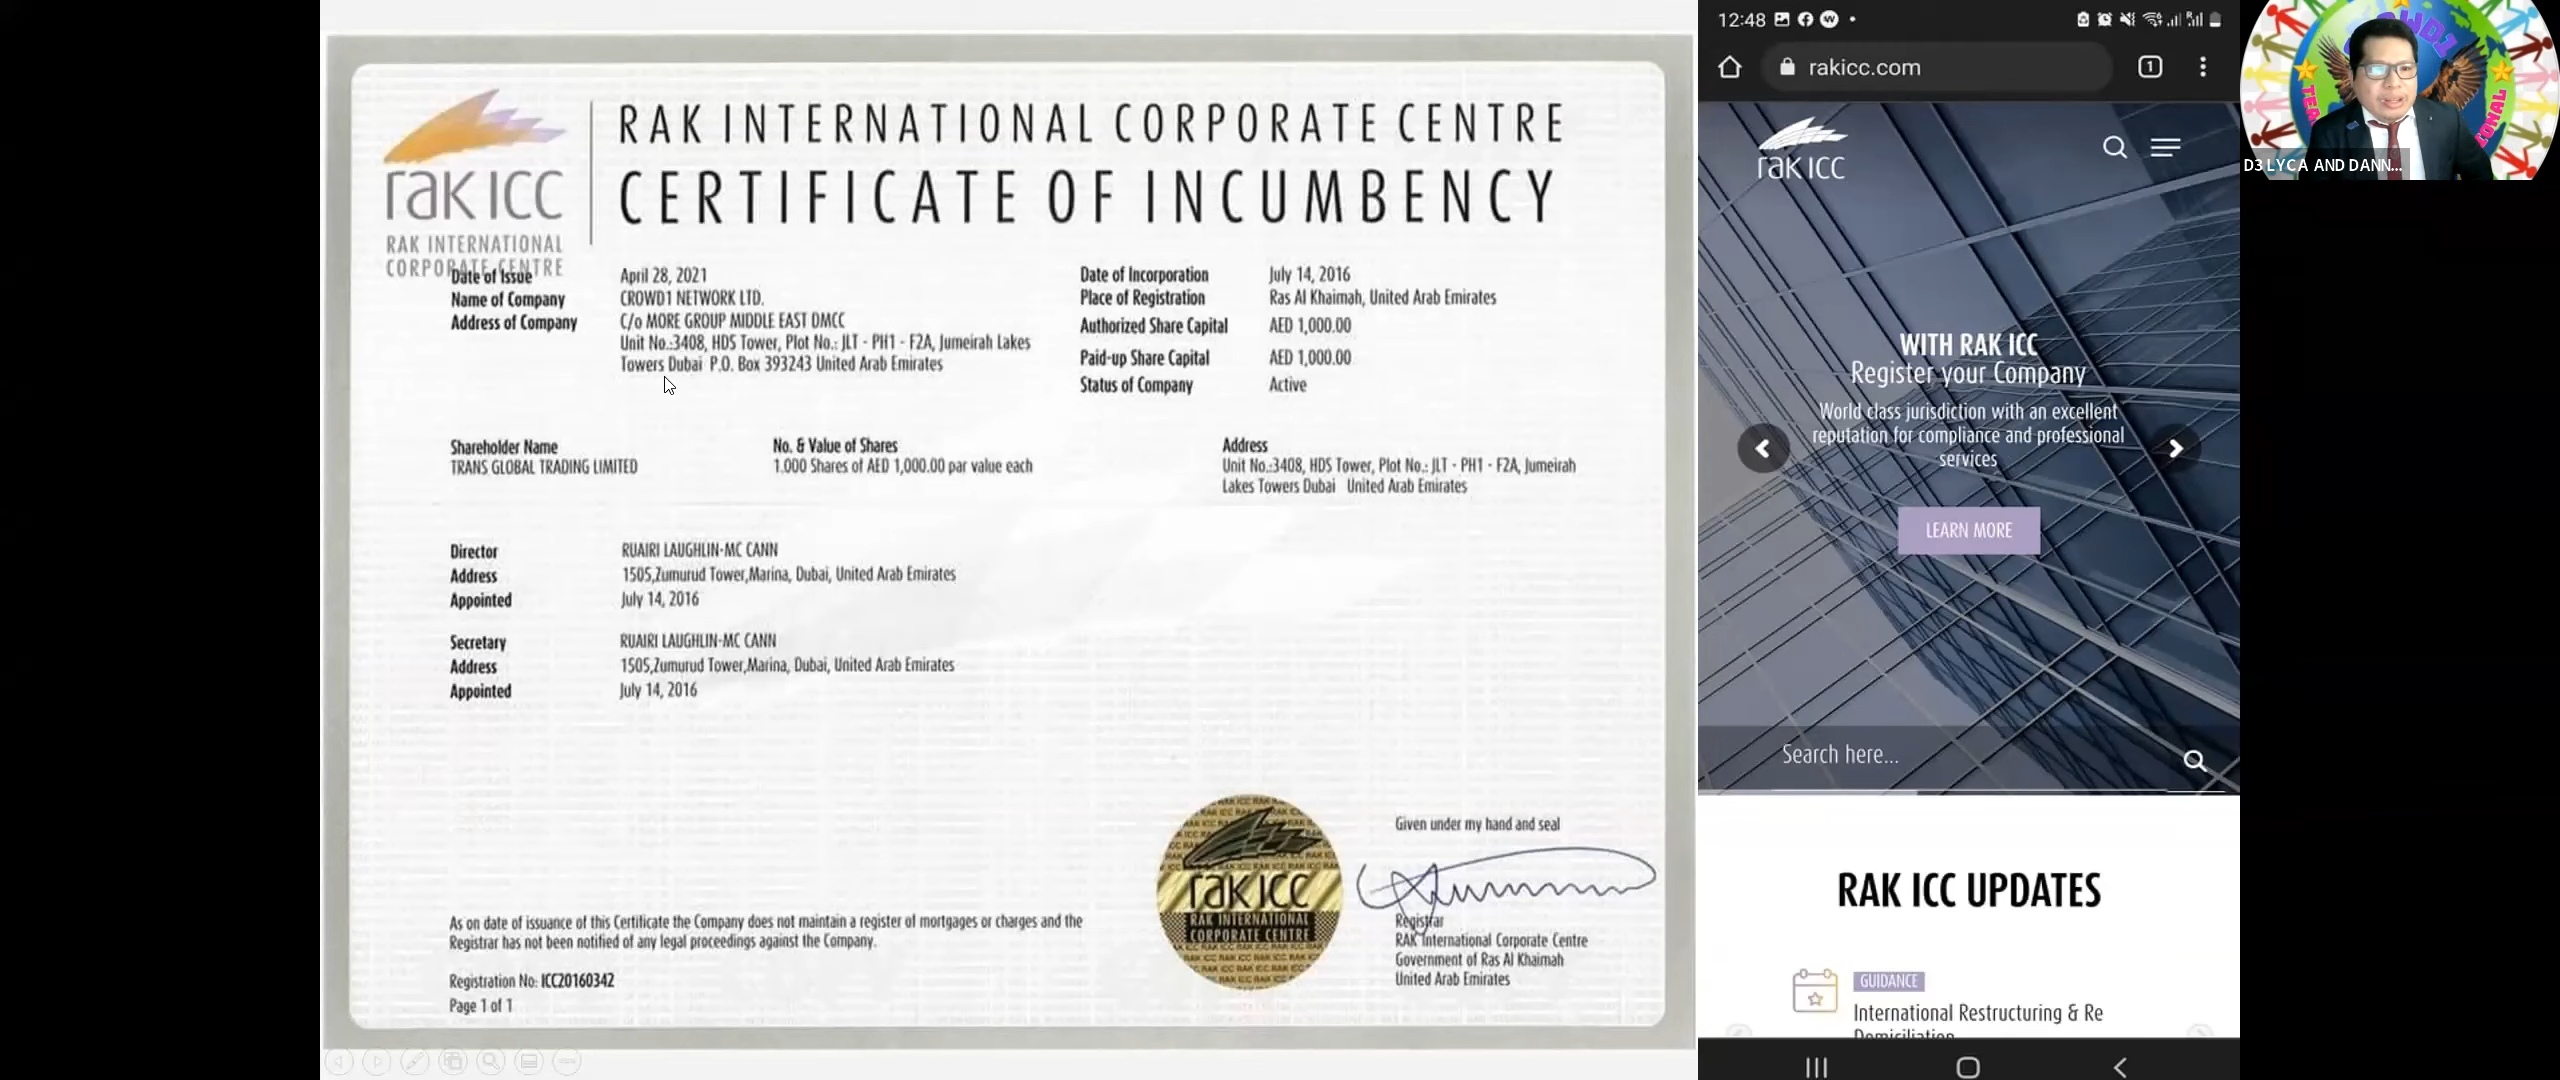 rak ICC
RAK INTERNATIONAL
CORPORATE CENTRE
RAK INTERNATIONAL CORPORATE CENTRE
CERTIFICATE OF INCUMBENCY
Date of Issue April 28, 2021
Name of Company CROWD1 NETWORK LTD.
Address of Company C/o MORE GROUP MIDDLE EAST DMCC
Unit No.:3408, HDS Tower, Plot No.: JLT - PH1 - F2A, Jumeirah Lakes
Towers Dubai P.O. Box 393243 United Arab Emirates
Date of Incorporation July 14, 2016
Place of Registration Ras Al Khaimah, United Arab Emirates
Authorized Share Capital AED 1,000.00
Paid-up Share Capital AED 1,000.00
Status of Company Active
Shareholder Name
TRANS GLOBAL TRADING LIMITED
No. & Value of Shares
1.000 Shares of AED 1,000.00 par value each
Address
Unit No.:3408, HDS Tower, Plot No.: JLT - PH1 - F2A, Jumeirah
Lakes Towers Dubai United Arab Emirates
Director RUAIRI LAUGHLIN-MC CANN
Address 1505,Zumurud Tower,Marina, Dubai, United Arab Emirates
Appointed July 14, 2016
Secretary RUAIRI LAUGHLIN-MC CANN
Address 1505,Zumurud Tower,Marina, Dubai, United Arab Emirates
Appointed July 14, 2016
As on date of issuance of this Certificate the Company does not maintain a register of mortgages or charges and the
Registrar has not been notified of any legal proceedings against the Company.
Registration No: ICC20160342
Page 1 of 1
rak ICC
RAK INTERNATIONAL
CORPORATE CENTRE
Given under my hand and seal
Registrar
RAK International Corporate Centre
Government of Ras Al Khaimah
United Arab Emirates
12:48
rakicc.com
1
rak ICC
WITH RAK ICC
Register your Company
World class jurisdiction with an excellent
reputation for compliance and professional
services
LEARN MORE
Search here...
RAK ICC UPDATES
GUIDANCE
International Restructuring & Re
Domiciliation
D3 LYCA AND DANN...